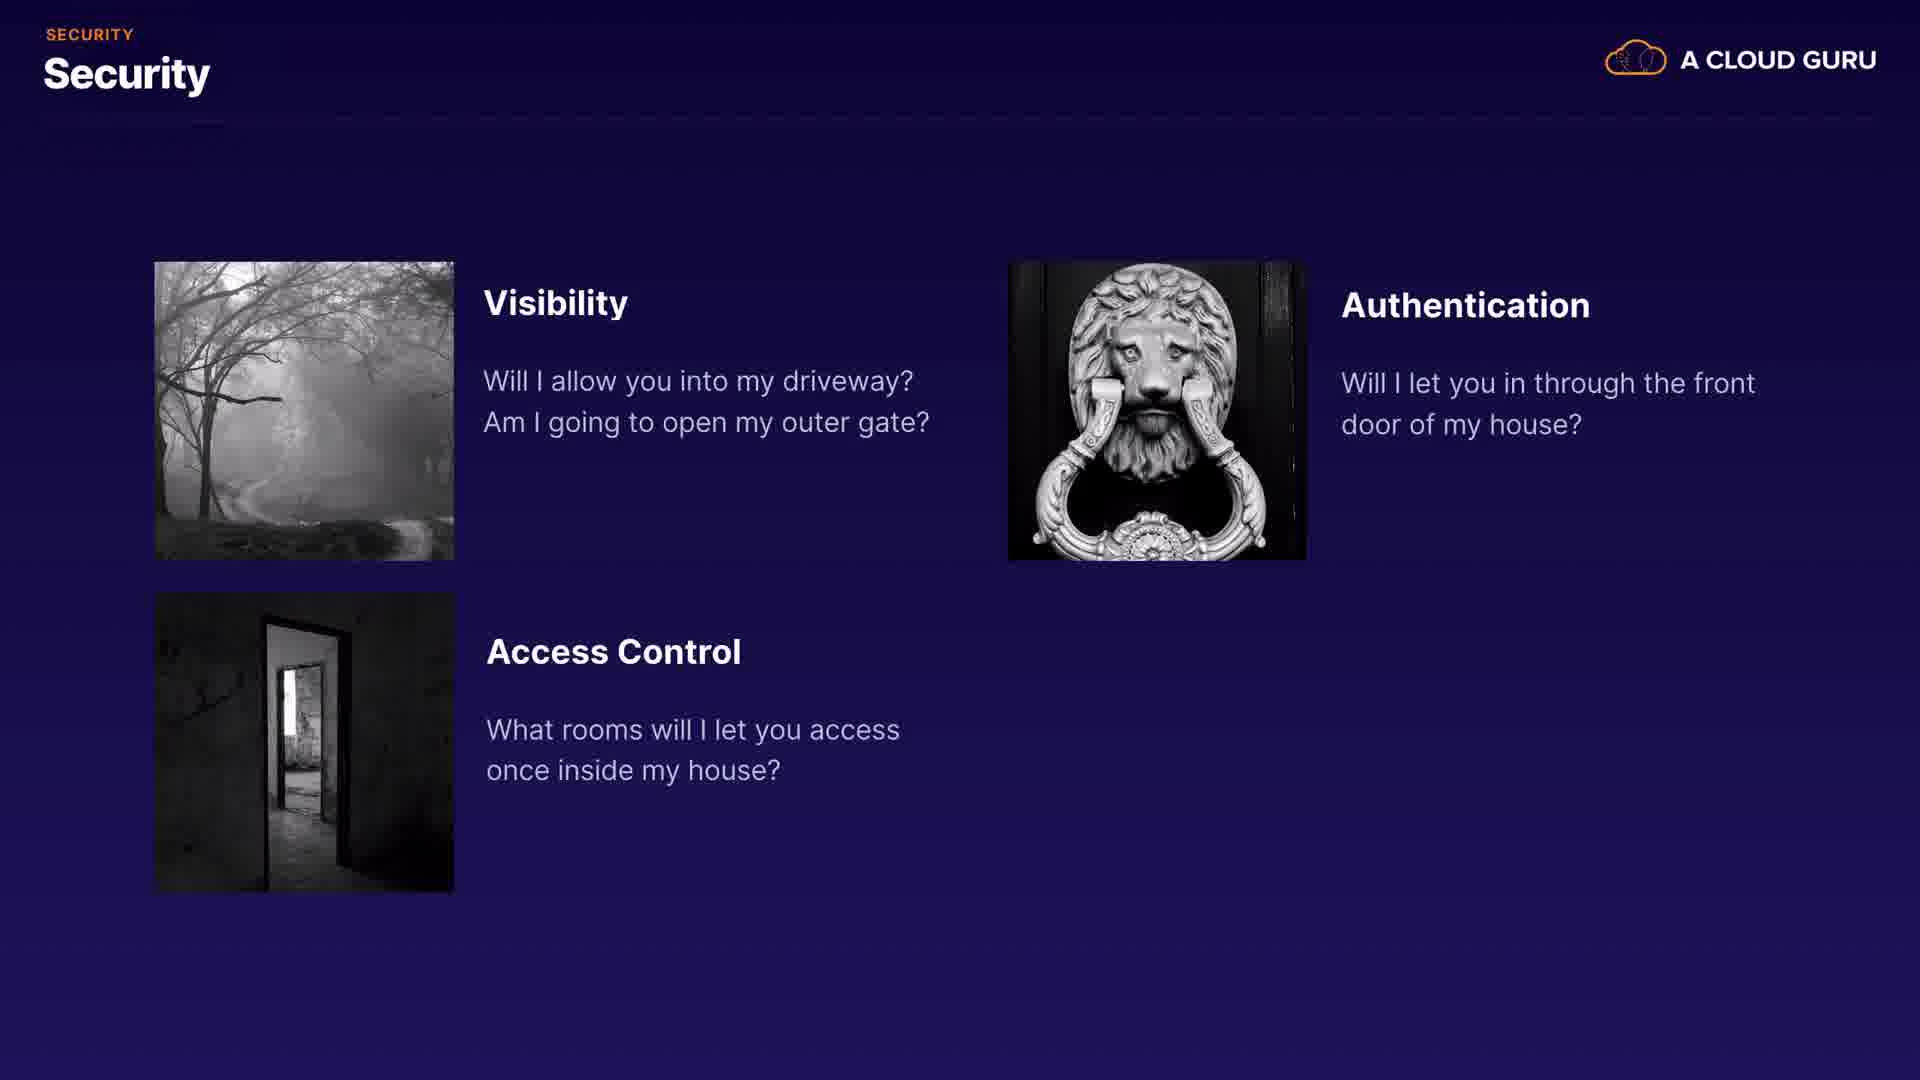 SECURITY
Security
A CLOUD GURU
Visibility
Will I allow you into my driveway?
Am I going to open my outer gate?
Authentication
Will I let you in through the front
door of my house?
Access Control
What rooms will I let you access
once inside my house?